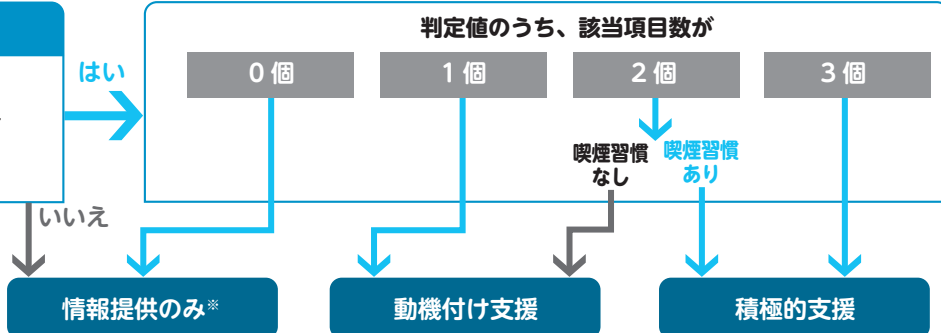 判定値のうち、該当項目数が
はい
0個
1個
2個
3個
喫煙習慣
なし
喫煙習慣
あり
いいえ
情報提供のみ※
動機付け支援
積極的支援